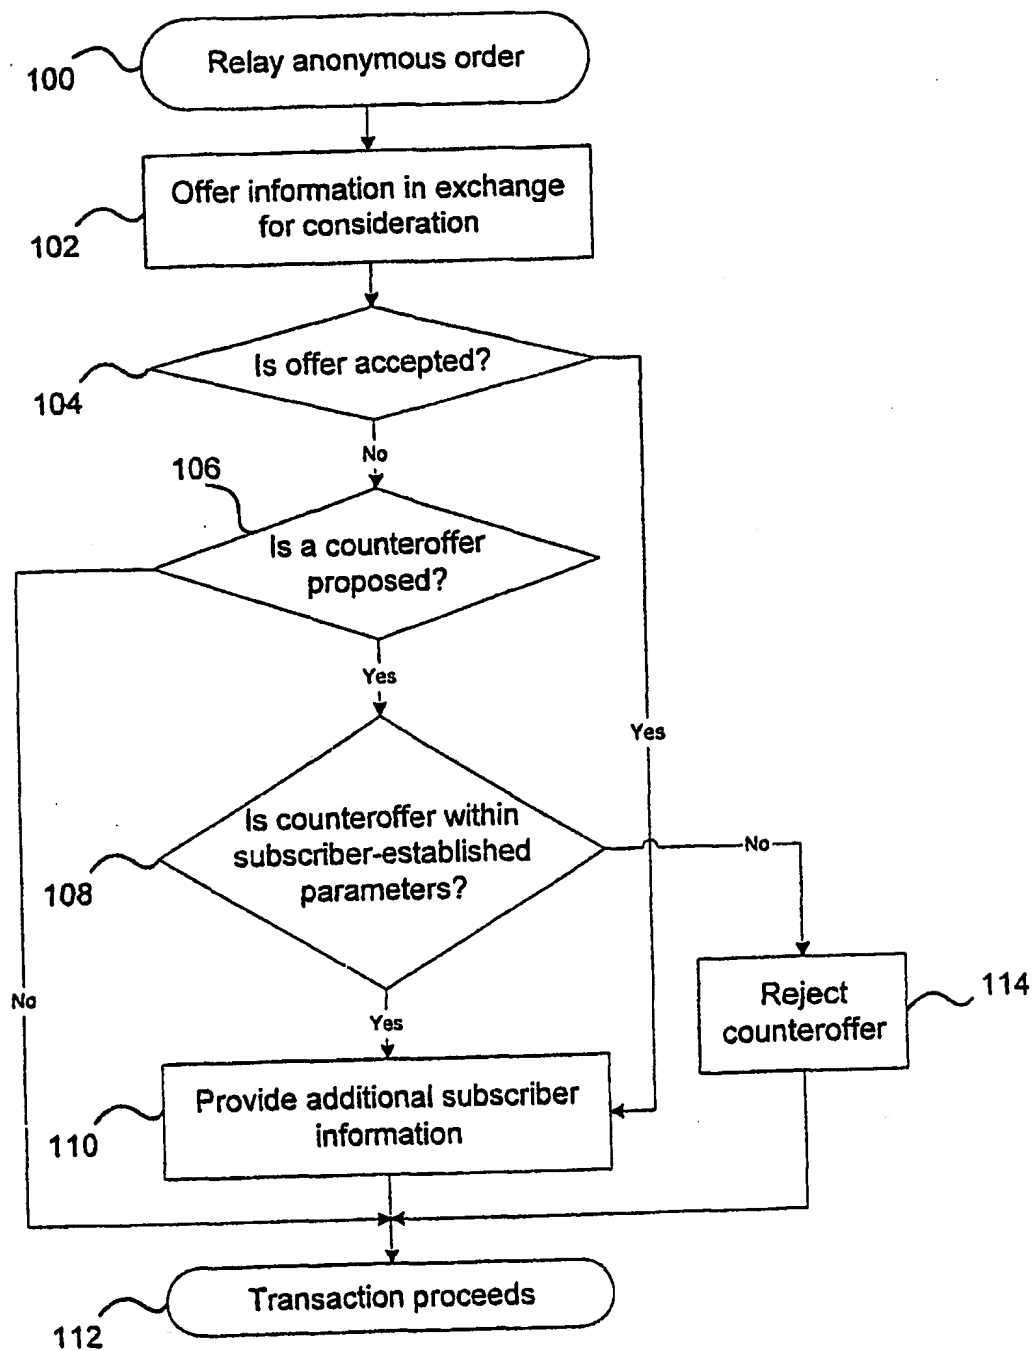 Relay anonymous order
100
Offer information in exchange
for consideration
102
Is offer accepted?
104
No
106
Is a counteroffer
proposed?
Yes
Yes
Is counteroffer within
subscriber-established
parameters?
No
108
No
Yes
Reject
counteroffer
114
Provide additional subscriber
information
110
Transaction proceeds
112